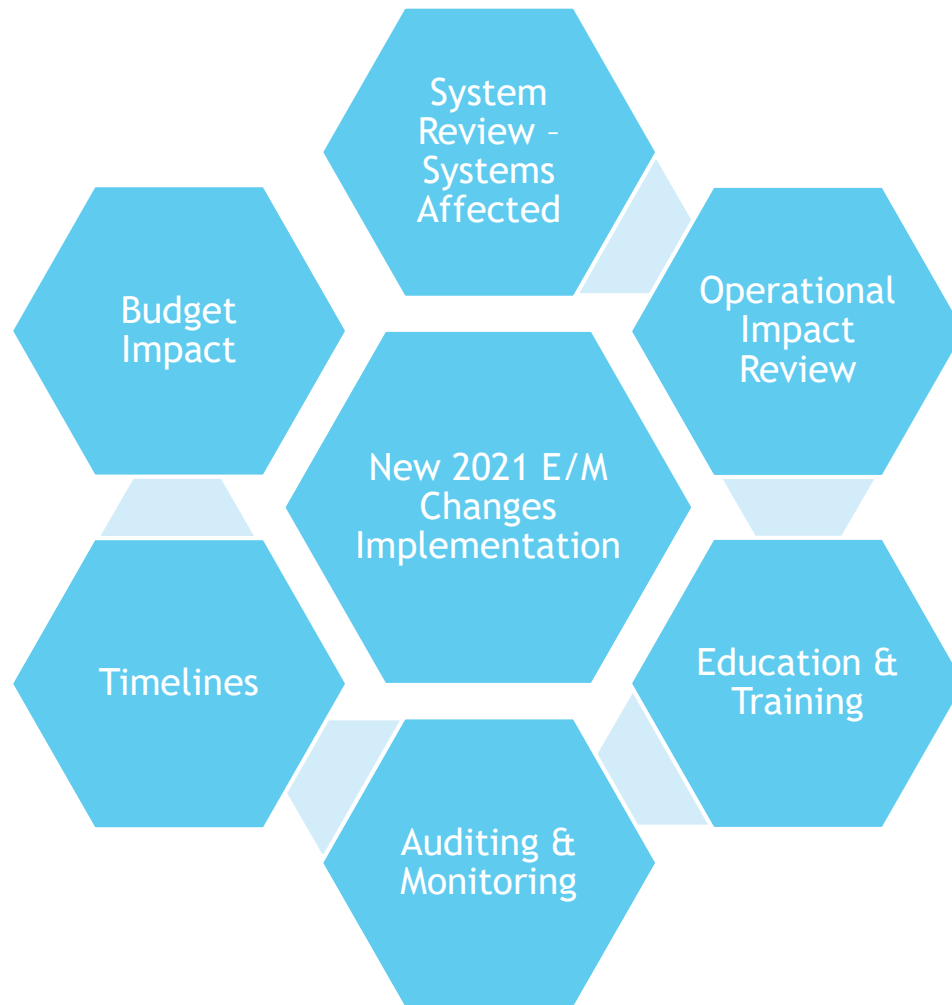 System
Review –
Systems
Affected
Operational
Impact
Review
Budget
Impact
New 2021 E/M
Changes
Implementation
Education &
Training
Timelines
Auditing &
Monitoring